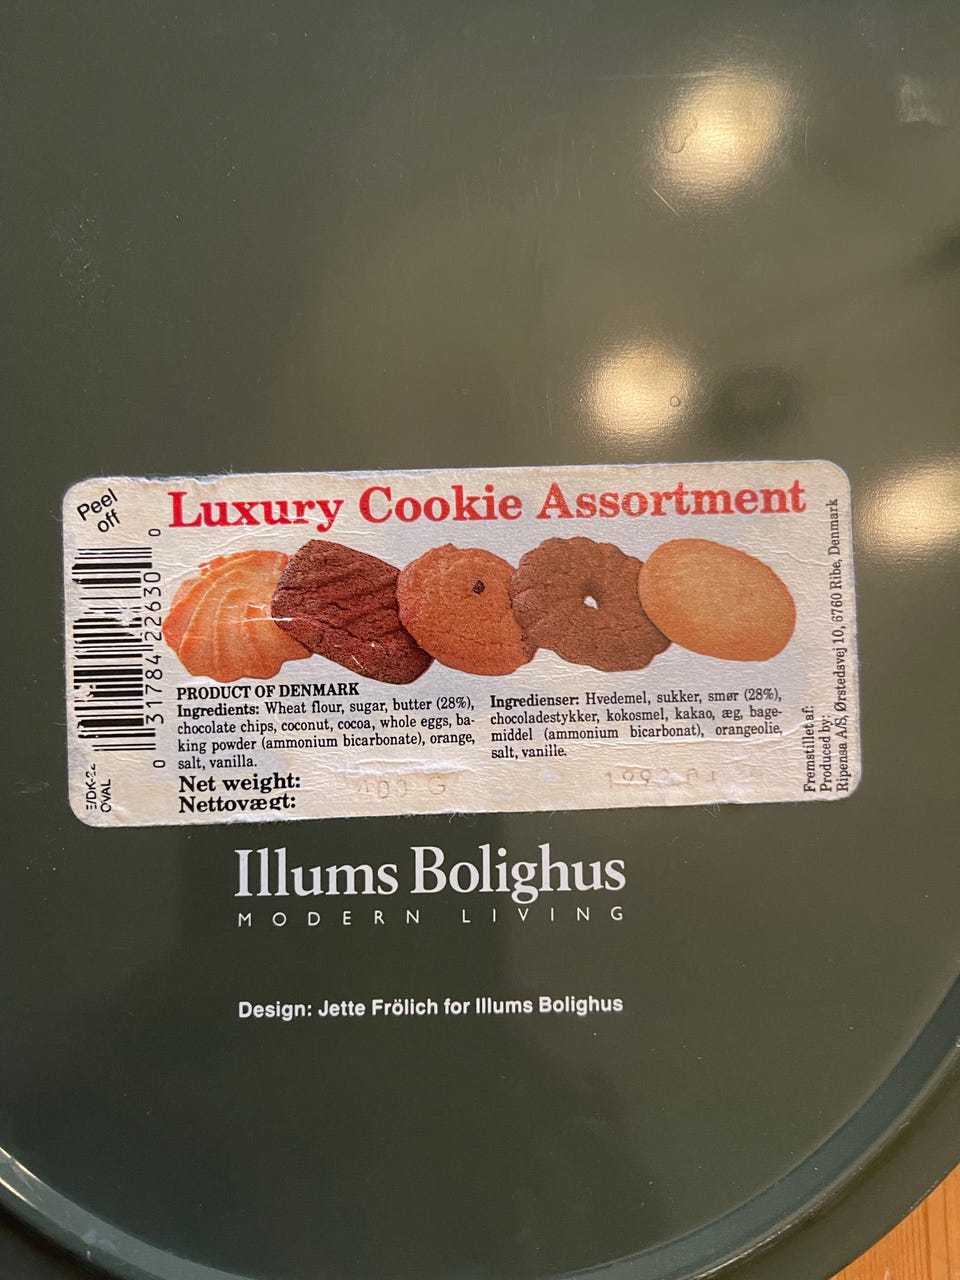 Peel
off
Luxury Cookie Assortment
0 31784 22630 0
OVAL
PRODUCT OF DENMARK
Ingredients: Wheat flour, sugar, butter (28%),
chocolate chips, coconut, cocoa, whole eggs, ba-
king powder (ammonium bicarbonate), orange,
salt, vanilla.
Ingredienser: Hvedemel, sukker, smør (28%),
chocoladestykker, kokosmel, kakao, æg, bage-
middel (ammonium bicarbonat), orangeolie,
salt, vanille.
Net weight:
Nettovægt:
Fremstillet af:
Produced by:
Ripensa A/S, Ørstedsvej 10, 6760 Ribe, Denmark
Illums Bolighus
MODERN LIVING
Design: Jette Frölich for Illums Bolighus